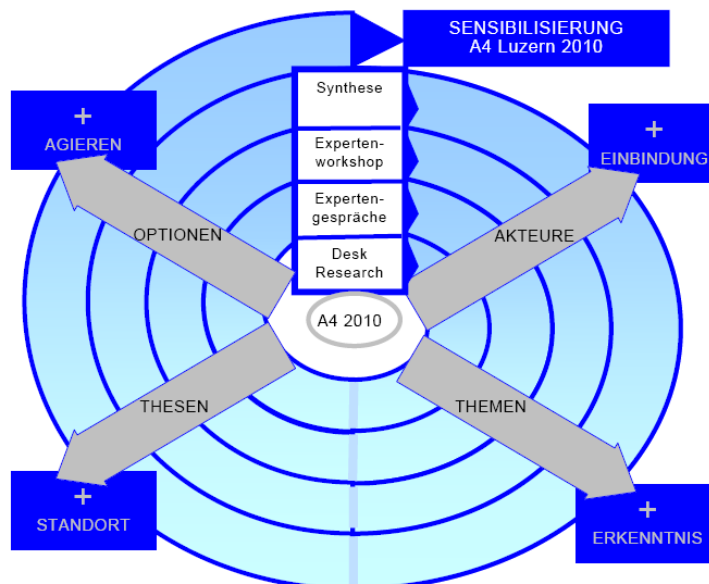 SENSIBILISIERUNG
A4 Luzern 2010
Synthese
+
AGIEREN
+
EINBINDUNG
Experten-
workshop
Experten-
gespräche
OPTIONEN
AKTEURE
Desk
Research
A4 2010
THESEN
THEMEN
+
STANDORT
+
ERKENNTNIS